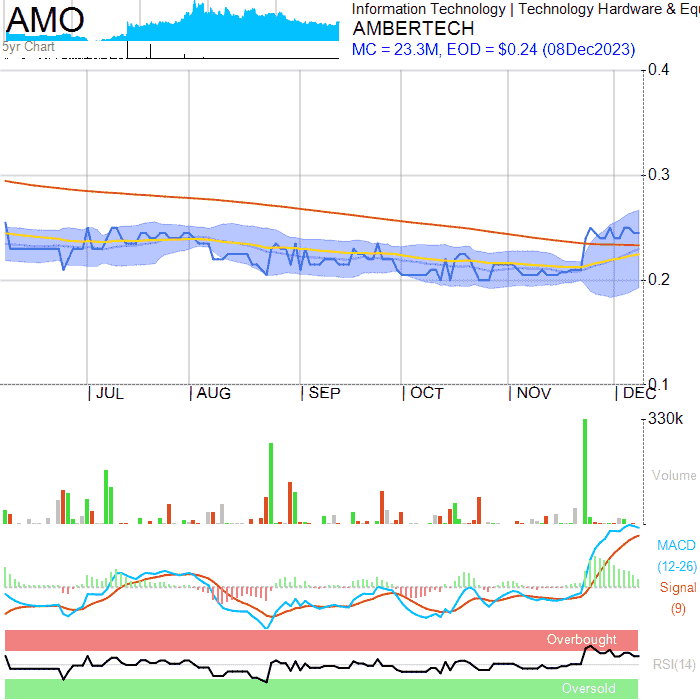 AMO
5yr Chart
Information Technology | Technology Hardware & Equ
AMBERTECH
MC = 23.3M, EOD = $0.24 (08Dec2023)
0.4
0.3
0.2
0.1
JUL AUG SEP OCT NOV DEC
330k
Volume
MACD
(12-26)
Signal
(9)
Overbought
RSI(14)
Oversold